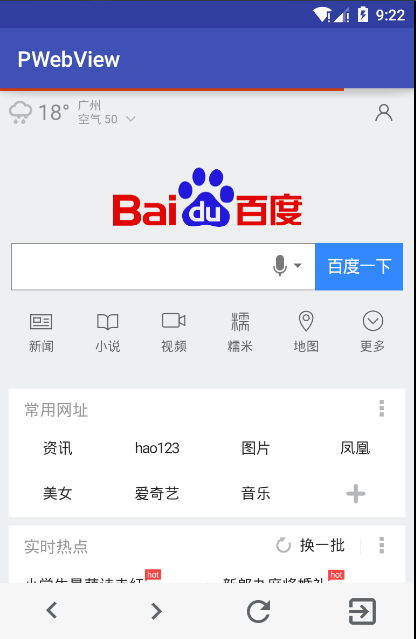 9:22
PWebView
18° 广州
空气 50
Bai du 百度
百度一下
新闻 小说 视频 糯 糯米 地图 更多
常用网址
资讯 hao123 图片 凤凰
美女 爱奇艺 音乐
实时热点 换一批
hot hot